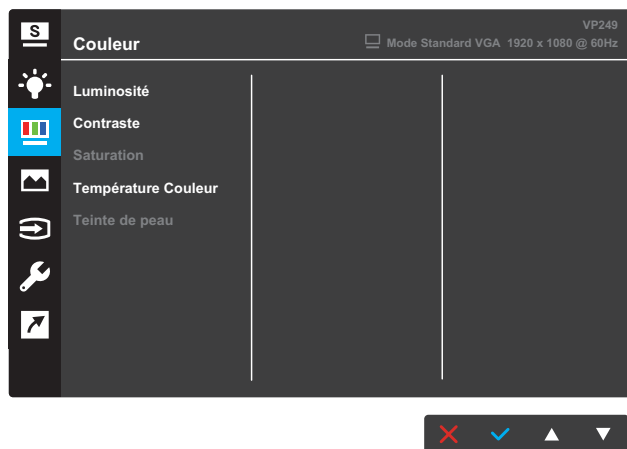 S
VP249
Couleur
Mode Standard VGA 1920 x 1080 @ 60Hz
Luminosité
Contraste
Saturation
Température Couleur
Teinte de peau